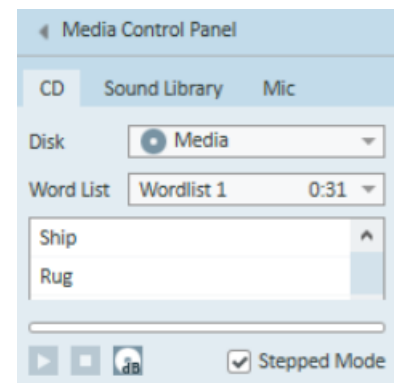 Media Control Panel
CD Sound Library Mic
Disk Media
Word List Wordlist 1 0:31
Ship
Rug
dB Stepped Mode